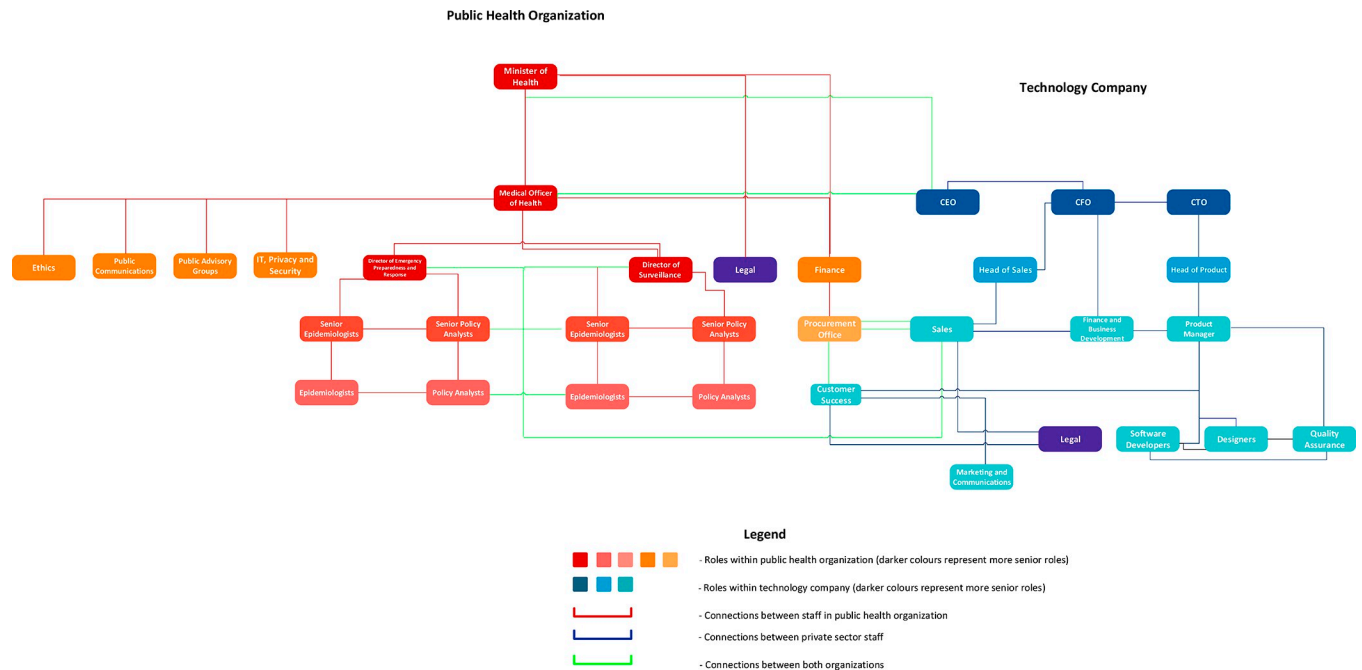 Public Health Organization
Minister of
Health
Technology Company
Medical Officer
of Health
CEO
CFO
CTO
Ethics
Public
Communications
Public Advisory
Groups
IT, Privacy and
Security
Director of Emergency
Preparedness and
Response
Director of
Surveillance
Legal
Finance
Head of Sales
Head of Product
Senior
Epidemiologists
Senior Policy
Analysts
Senior
Epidemiologists
Senior Policy
Analysts
Procurement
Office
Sales
Finance and
Business
Development
Product
Manager
Epidemiologists
Policy Analysts
Epidemiologists
Policy Analysts
Customer
Success
Legal
Software
Developers
Designers
Quality
Assurance
Marketing and
Communications
Legend
- Roles within public health organization (darker colours represent more senior roles)
- Roles within technology company (darker colours represent more senior roles)
- Connections between staff in public health organization
- Connections between private sector staff
- Connections between both organizations